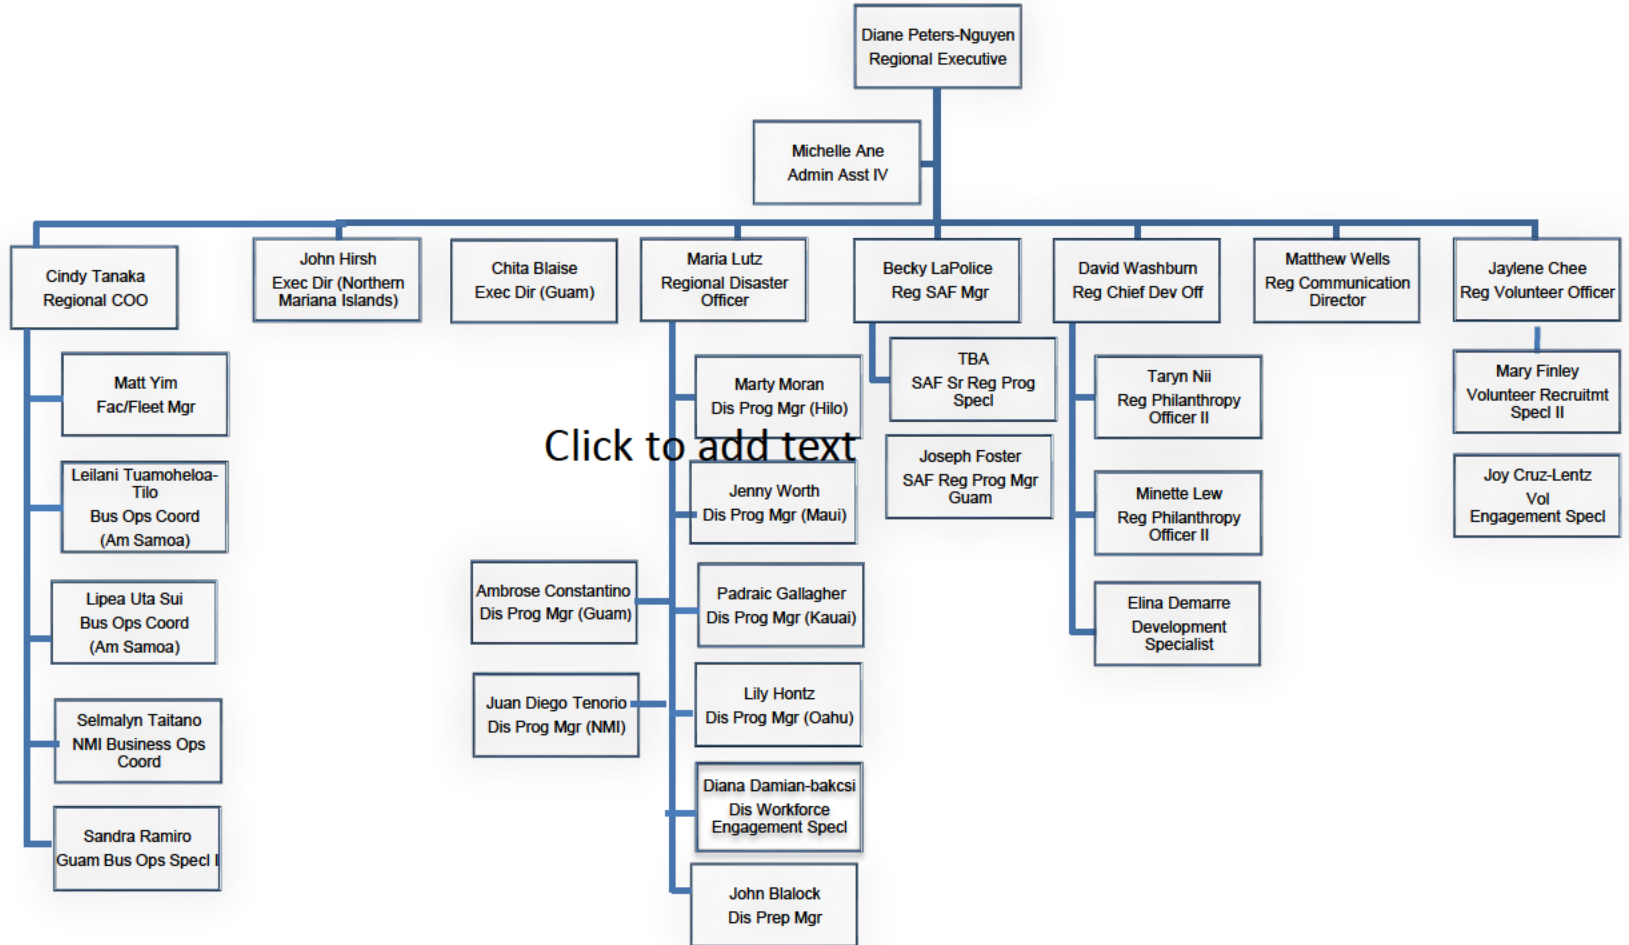 Diane Peters-Nguyen
Regional Executive
Michelle Ane
Admin Asst IV
Cindy Tanaka
Regional COO
John Hirsh
Exec Dir (Northern
Mariana Islands)
Chita Blaise
Exec Dir (Guam)
Maria Lutz
Regional Disaster
Officer
Becky LaPolice
Reg SAF Mgr
David Washburn
Reg Chief Dev Off
Matthew Wells
Reg Communication
Director
Jaylene Chee
Reg Volunteer Officer
Matt Yim
Fac/Fleet Mgr
Leilani Tuamoheloa-
Tilo
Bus Ops Coord
(Am Samoa)
Lipea Uta Sui
Bus Ops Coord
(Am Samoa)
Selmalyn Taitano
NMI Business Ops
Coord
Sandra Ramiro
Guam Bus Ops Specl I
Marty Moran
Dis Prog Mgr (Hilo)
Click to add text
Jenny Worth
Dis Prog Mgr (Maui)
Ambrose Constantino
Dis Prog Mgr (Guam)
Padraic Gallagher
Dis Prog Mgr (Kauai)
Juan Diego Tenorio
Dis Prog Mgr (NMI)
Lily Hontz
Dis Prog Mgr (Oahu)
Diana Damian-bakcsi
Dis Workforce
Engagement Specl
John Blalock
Dis Prep Mgr
TBA
SAF Sr Reg Prog
Specl
Joseph Foster
SAF Reg Prog Mgr
Guam
Taryn Nii
Reg Philanthropy
Officer II
Minette Lew
Reg Philanthropy
Officer II
Elina Demarre
Development
Specialist
Mary Finley
Volunteer Recruitmt
Specl II
Joy Cruz-Lentz
Vol
Engagement Specl